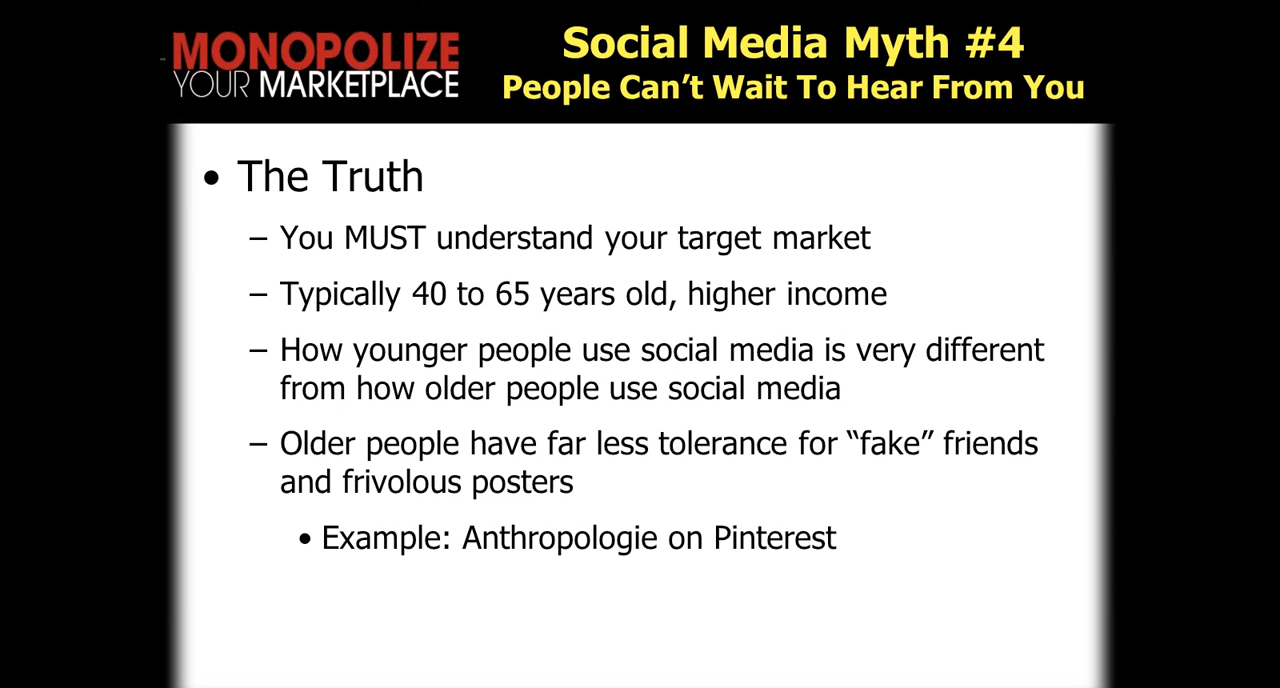 MONOPOLIZE
YOUR MARKETPLACE
Social Media Myth #4
People Can’t Wait To Hear From You
• The Truth
– You MUST understand your target market
– Typically 40 to 65 years old, higher income
– How younger people use social media is very different
from how older people use social media
– Older people have far less tolerance for “fake” friends
and frivolous posters
• Example: Anthropologie on Pinterest